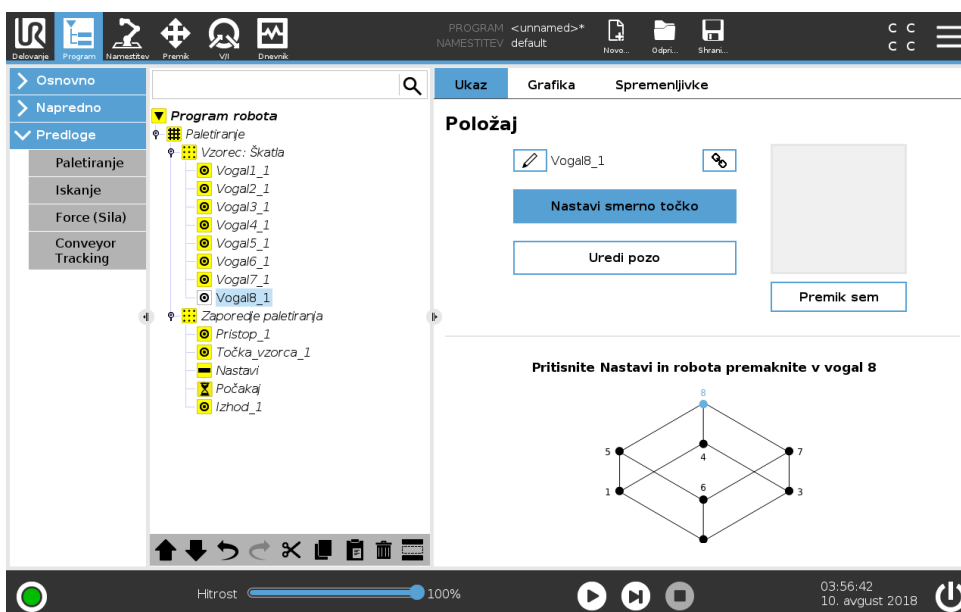 PROGRAM <unnamed>*
NAMESTITEV default
UR
Delovanje
Program
Namestitev
Premik
V/I
Dnevnik
Novo...
Odpri...
Shrani...
C C
C C
Osnovno
Napredno
Predloge
Paletiranje
Iskanje
Force (Sila)
Conveyor
Tracking
Program robota
Paletiranje
Vzorec: Škatla
Vogal1_1
Vogal2_1
Vogal3_1
Vogal4_1
Vogal5_1
Vogal6_1
Vogal7_1
Vogal8_1
Zaporedje paletiranja
Pristop_1
Točka_vzorca_1
Nastavi
Počakaj
Izhod_1
Ukaz
Grafika
Spremenljivke
Položaj
Vogal8_1
Nastavi smerno točko
Uredi pozo
Premik sem
Pritisnite Nastavi in robota premaknite v vogal 8
8
5
7
4
6
1
3
Hitrost
100%
03:56:42
10. avgust 2018